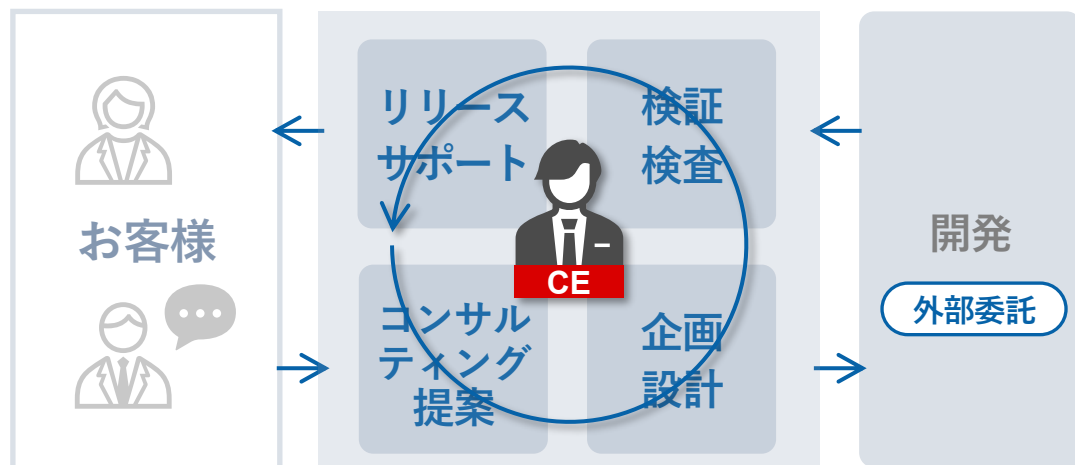 お客様
リリース
サポート
検証
検査
CE
コンサル
ティング
提案
企画
設計
開発
外部委託